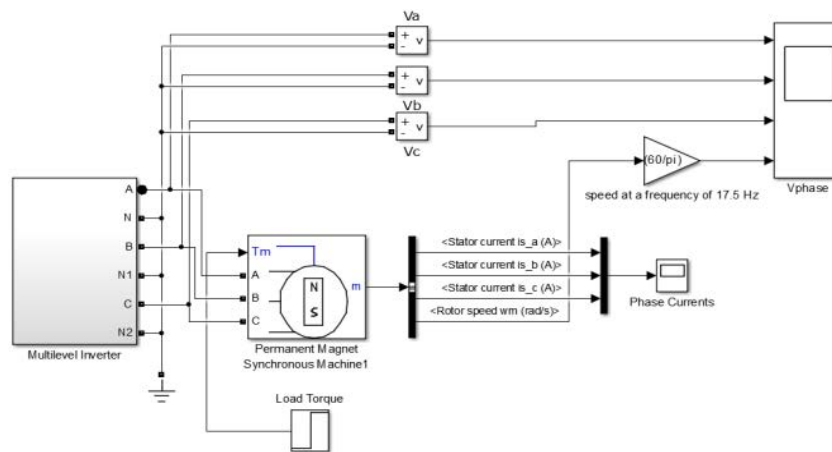 Va
+
-
v
+
-
v
Vb
+
-
v
Vc
(60/pi)
speed at a frequency of 17.5 Hz
Vphase
A
N
B
N1
C
N2
Multilevel Inverter
Tm
A
B
C
N
S
m
Permanent Magnet
Synchronous Machine1
<Stator current is_a (A)>
<Stator current is_b (A)>
<Stator current is_c (A)>
<Rotor speed wm (rad/s)>
Phase Currents
Load Torque